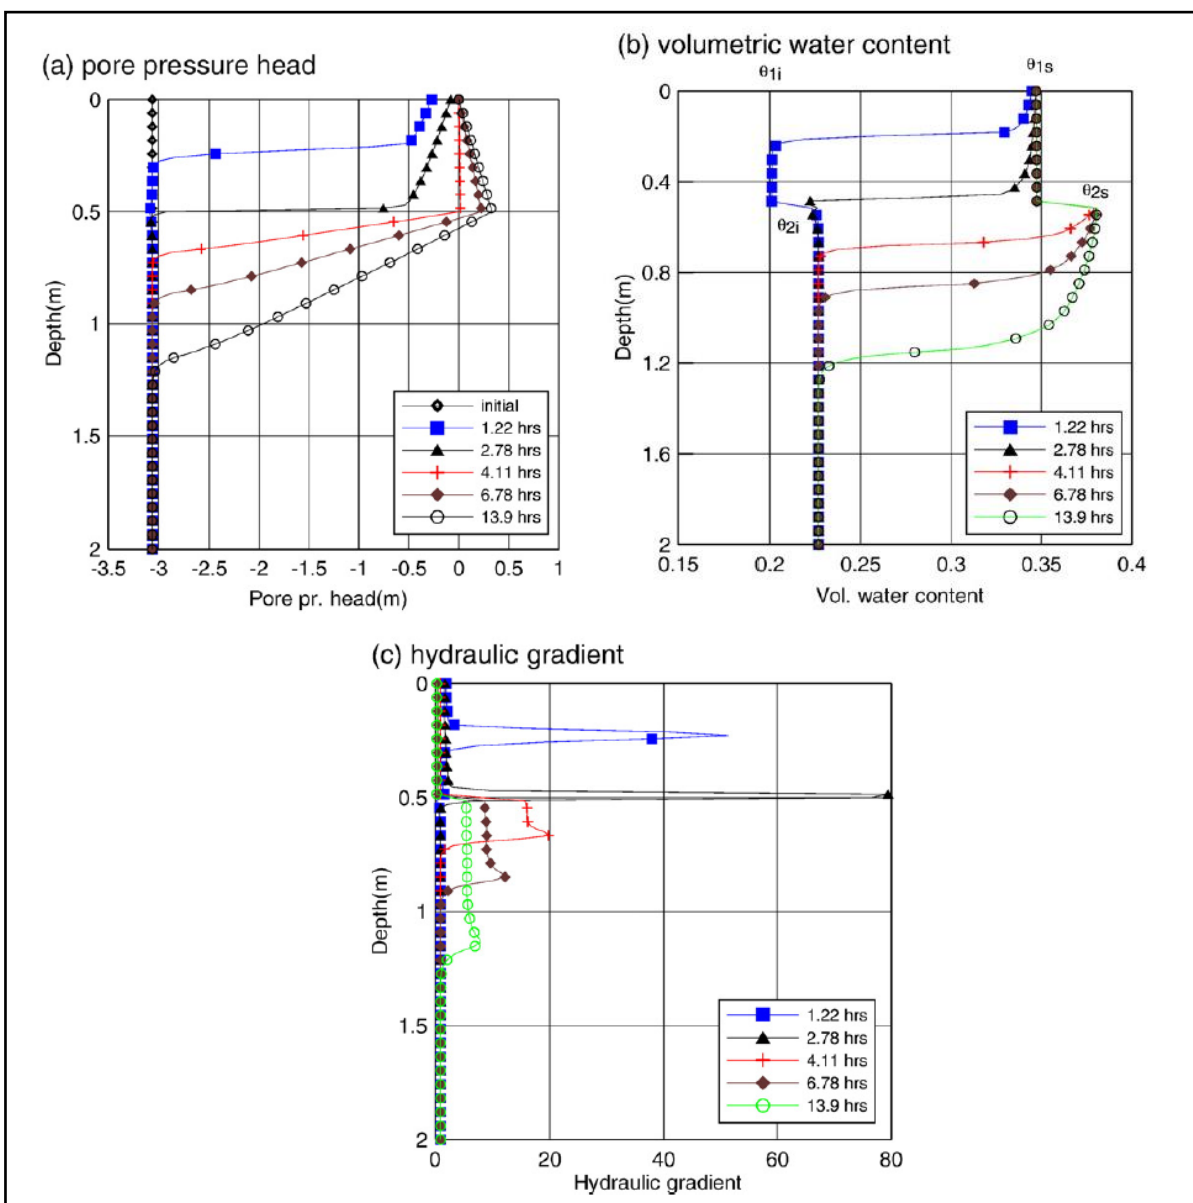 (a) pore pressure head
0
0.5
1
1.5
2
Depth(m)
-3.5 -3 -2.5 -2 -1.5 -1 -0.5 0 0.5 1
Pore pr. head(m)
initial
1.22 hrs
2.78 hrs
4.11 hrs
6.78 hrs
13.9 hrs
(b) volumetric water content
θ1i
θ1s
θ2s
θ2i
0
0.4
0.8
1.2
1.6
2
Depth(m)
0.15 0.2 0.25 0.3 0.35 0.4
Vol. water content
1.22 hrs
2.78 hrs
4.11 hrs
6.78 hrs
13.9 hrs
(c) hydraulic gradient
0
0.5
1
1.5
2
Depth(m)
0 20 40 60 80
Hydraulic gradient
1.22 hrs
2.78 hrs
4.11 hrs
6.78 hrs
13.9 hrs